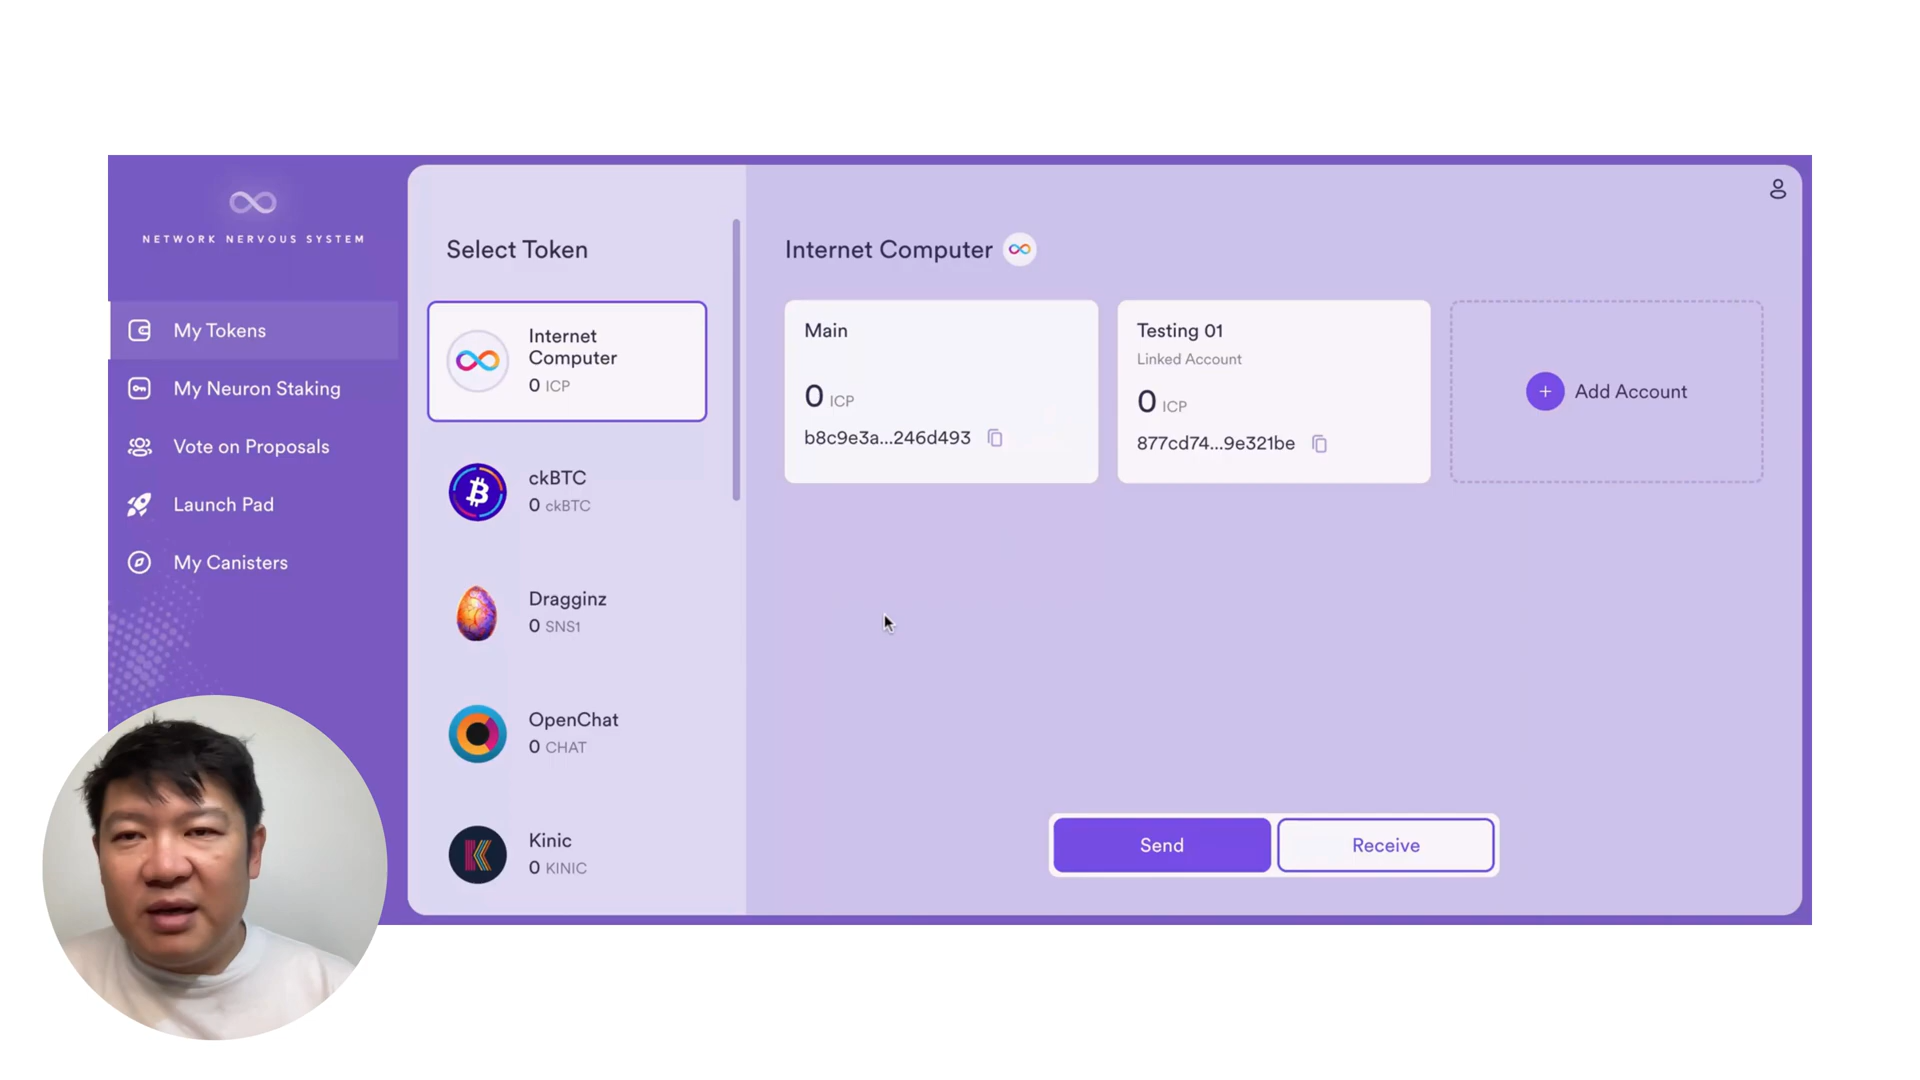 NETWORK NERVOUS SYSTEM
My Tokens
My Neuron Staking
Vote on Proposals
Launch Pad
My Canisters
Select Token
Internet
Computer
0 ICP
ckBTC
0 ckBTC
Dragginz
0 SNS1
OpenChat
0 CHAT
Kinic
0 KINIC
Internet Computer
Main
0 ICP
b8c9e3a...246d493
Testing 01
Linked Account
0 ICP
877cd74...9e321be
+ Add Account
Send
Receive